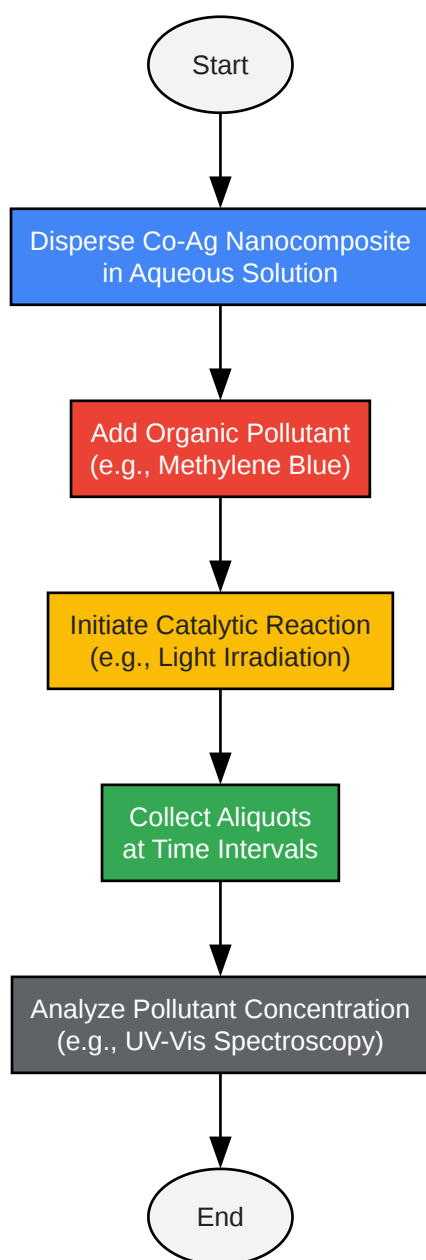 Start
Disperse Co-Ag Nanocomposite
in Aqueous Solution
Add Organic Pollutant
(e.g., Methylene Blue)
Initiate Catalytic Reaction
(e.g., Light Irradiation)
Collect Aliquots
at Time Intervals
Analyze Pollutant Concentration
(e.g., UV-Vis Spectroscopy)
End